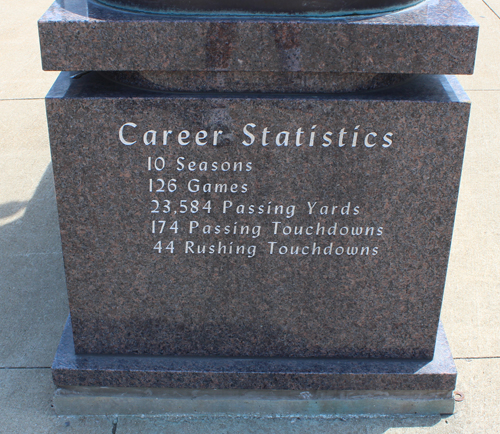 Career Statistics
10 Seasons
126 Games
23,584 Passing Yards
174 Passing Touchdowns
44 Rushing Touchdowns